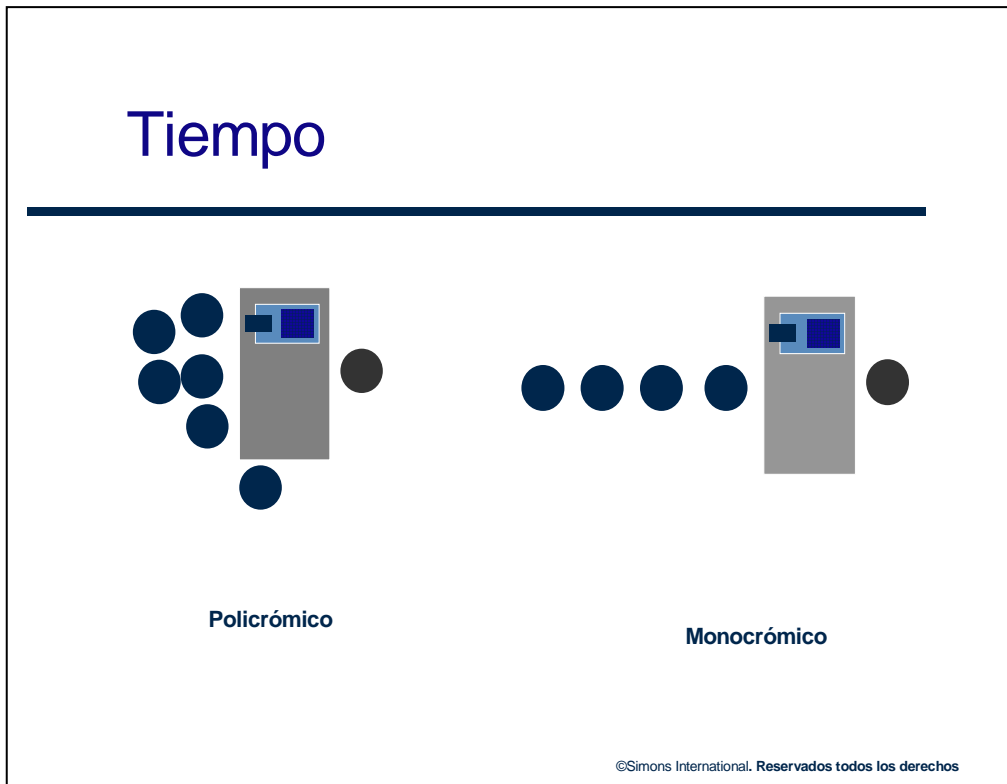 Tiempo
Policrómico
Monocrómico
©Simons International. Reservados todos los derechos